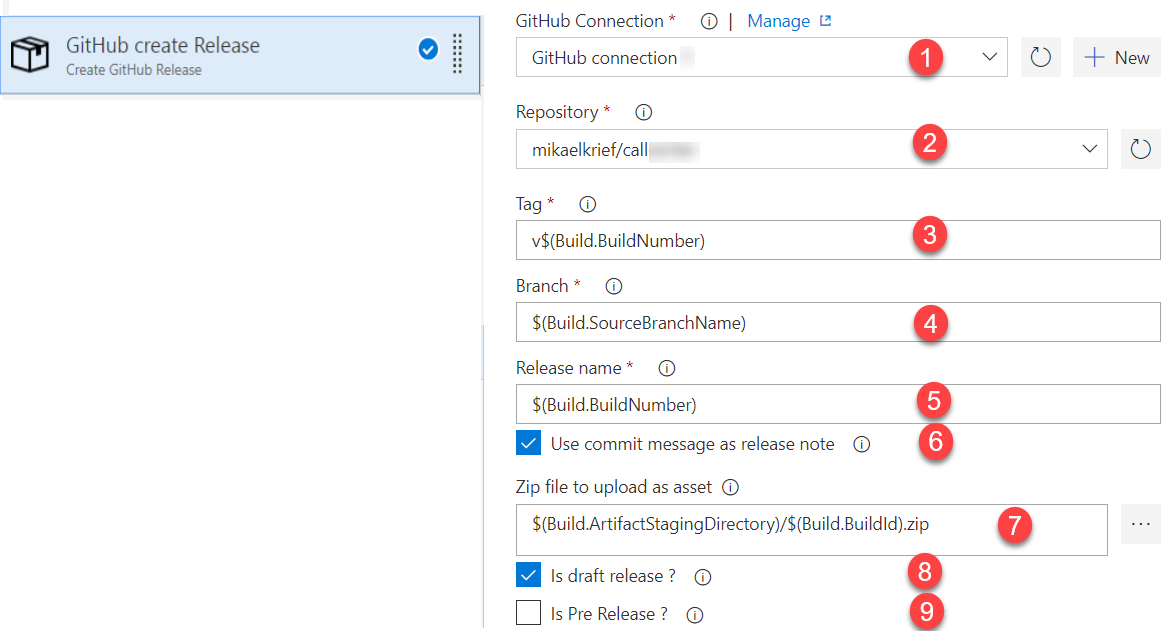 GitHub create Release
Create GitHub Release
GitHub Connection * | Manage
GitHub connection 1
New
Repository *
mikaelkrief/call 2
Tag *
v$(Build.BuildNumber) 3
Branch *
$(Build.SourceBranchName) 4
Release name *
$(Build.BuildNumber) 5
Use commit message as release note 6
Zip file to upload as asset
$(Build.ArtifactStagingDirectory)/$(Build.BuildId).zip 7
...
Is draft release ? 8
Is Pre Release ? 9